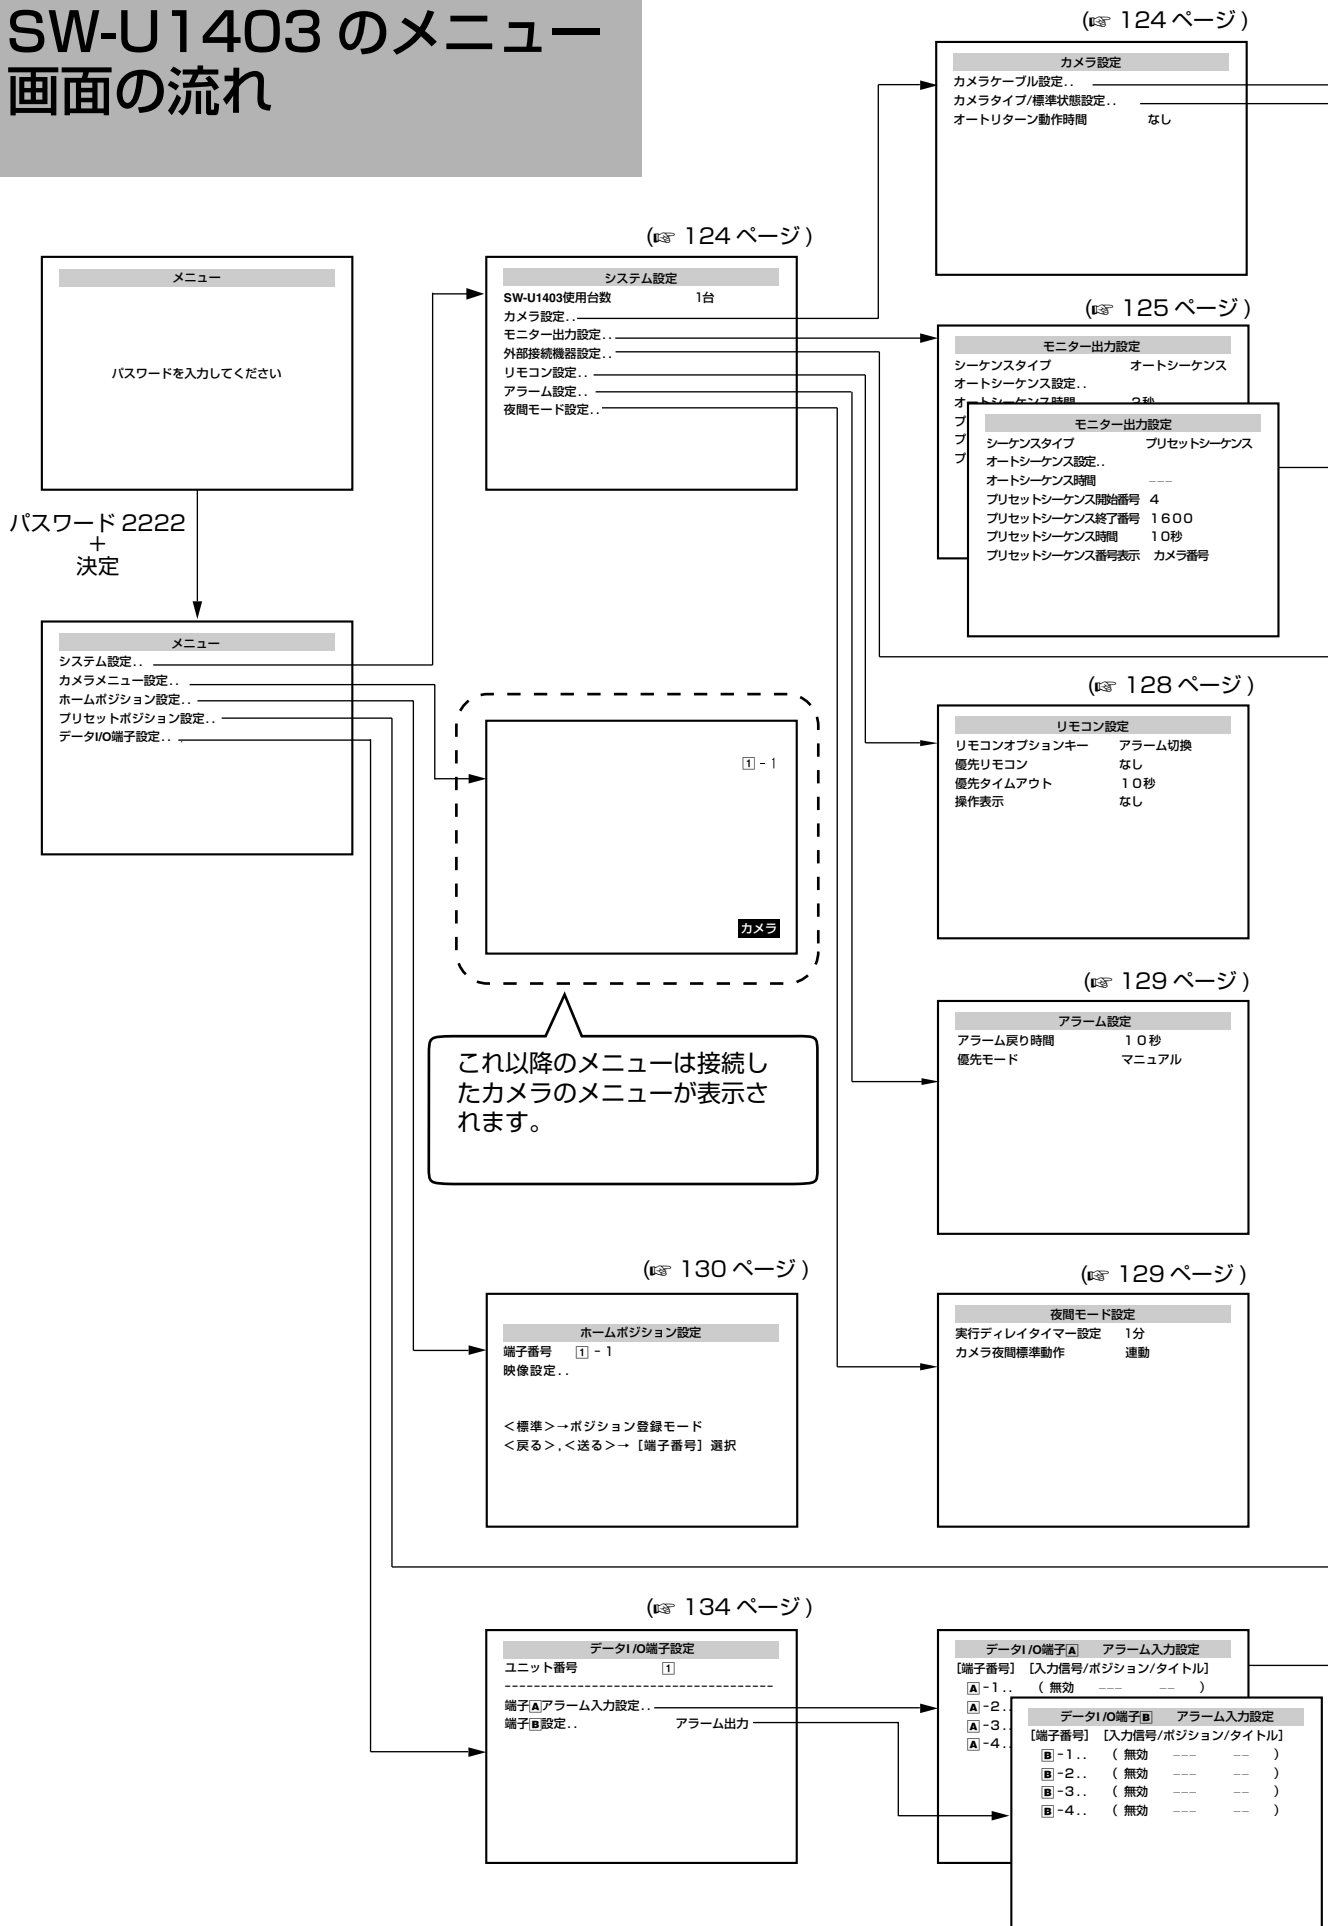 SW-U1403 のメニュー
画面の流れ
(☞ 124 ページ)
カメラ設定
カメラケーブル設定..
カメラタイプ/標準状態設定..
オートリターン動作時間 なし
(☞ 124 ページ)
メニュー
パスワードを入力してください
システム設定
SW-U1403使用台数 1台
カメラ設定..
モニター出力設定..
外部接続機器設定..
リモコン設定..
アラーム設定..
夜間モード設定..
(☞ 125 ページ)
モニター出力設定
シーケンスタイプ オートシーケンス
オートシーケンス設定..
オートシーケンス時間 2秒
プ
プ
プ
モニター出力設定
シーケンスタイプ プリセットシーケンス
オートシーケンス設定..
オートシーケンス時間 ---
プリセットシーケンス開始番号 4
プリセットシーケンス終了番号 1600
プリセットシーケンス時間 10秒
プリセットシーケンス番号表示 カメラ番号
パスワード 2222
+
決定
メニュー
システム設定..
カメラメニュー設定..
ホームポジション設定..
プリセットポジション設定..
データI/O端子設定..
1 - 1
カメラ
これ以降のメニューは接続し
たカメラのメニューが表示さ
れます。
(☞ 128 ページ)
リモコン設定
リモコンオプションキー アラーム切換
優先リモコン なし
優先タイムアウト 10秒
操作表示 なし
(☞ 129 ページ)
アラーム設定
アラーム戻り時間 10秒
優先モード マニュアル
(☞ 130 ページ)
ホームポジション設定
端子番号 1 - 1
映像設定..
<標準>→ポジション登録モード
<戻る>,<送る>→［端子番号］選択
(☞ 129 ページ)
夜間モード設定
実行ディレイタイマー設定 1分
カメラ夜間標準動作 連動
(☞ 134 ページ)
データI/O端子設定
ユニット番号 1
------------------------------------
端子Aアラーム入力設定..
端子B設定.. アラーム出力
データI/O端子A アラーム入力設定
［端子番号］［入力信号/ポジション/タイトル］
A-1.. ( 無効 --- -- )
A-2..
A-3..
A-4..
データI/O端子B アラーム入力設定
［端子番号］［入力信号/ポジション/タイトル］
B-1.. ( 無効 --- -- )
B-2.. ( 無効 --- -- )
B-3.. ( 無効 --- -- )
B-4.. ( 無効 --- -- )